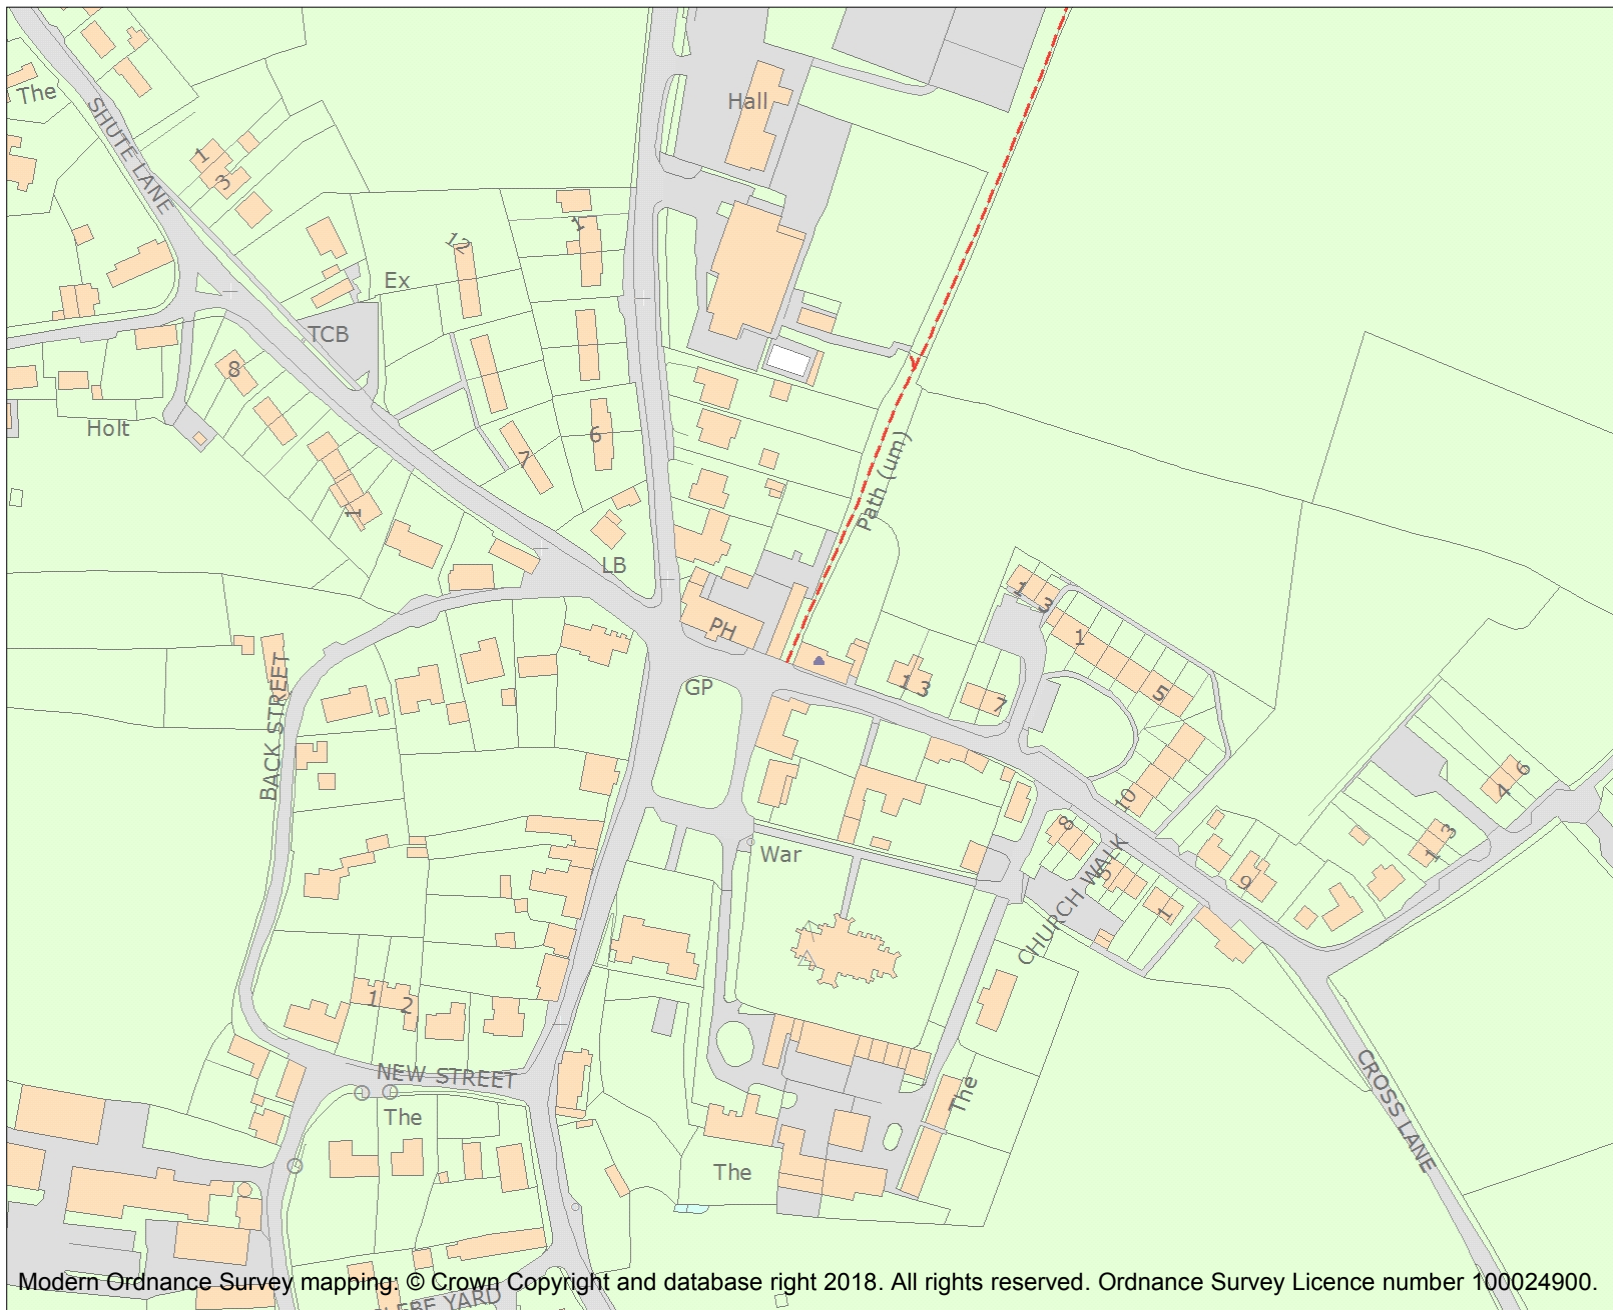 The
SHUTE LANE
Hall
1
3
12
1
Ex
TCB
8
Holt
6
7
1
Path (um)
LB
PH
1
3
1
GP
1 3
7
5
BACK STREET
10
6
4
8
War
CHURCH WALK
5
3
1
9
1
1
2
NEW STREET
The
The
The
CROSS LANE
LEBE YARD
Modern Ordnance Survey mapping: © Crown Copyright and database right 2018. All rights reserved. Ordnance Survey Licence number 100024900.